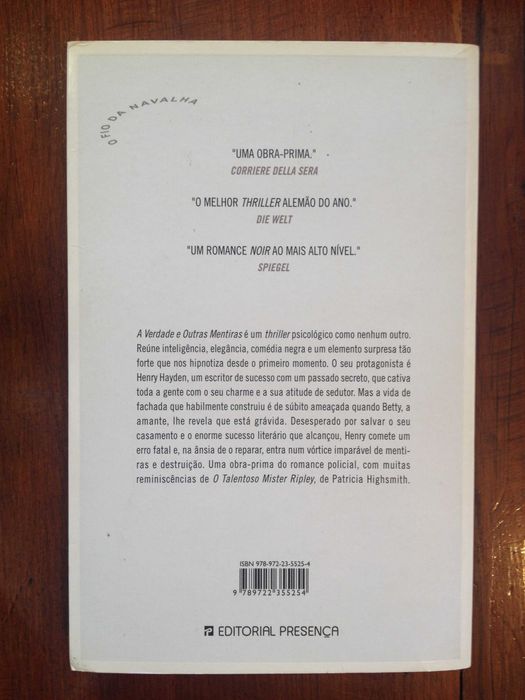 O FIO DA NAVALHA
"UMA OBRA-PRIMA."
CORRIERE DELLA SERA
"O MELHOR THRILLER ALEMÃO DO ANO."
DIE WELT
"UM ROMANCE NOIR AO MAIS ALTO NÍVEL."
SPIEGEL
A Verdade e Outras Mentiras é um thriller psicológico como nenhum outro.
Reúne inteligência, elegância, comédia negra e um elemento surpresa tão
forte que nos hipnotiza desde o primeiro momento. O seu protagonista é
Henry Hayden, um escritor de sucesso com um passado secreto, que cativa
toda a gente com o seu charme e a sua atitude de sedutor. Mas a vida de
fachada que habilmente construiu é de súbito ameaçada quando Betty, a
amante, lhe revela que está grávida. Desesperado por salvar o seu
casamento e o enorme sucesso literário que alcançou, Henry comete um
erro fatal e, na ânsia de o reparar, entra num vórtice imparável de menti-
ras e destruição. Uma obra-prima do romance policial, com muitas
reminiscências de O Talentoso Mister Ripley, de Patricia Highsmith.
ISBN 978-972-23-5525-4
9 789722 355254
EDITORIAL PRESENÇA